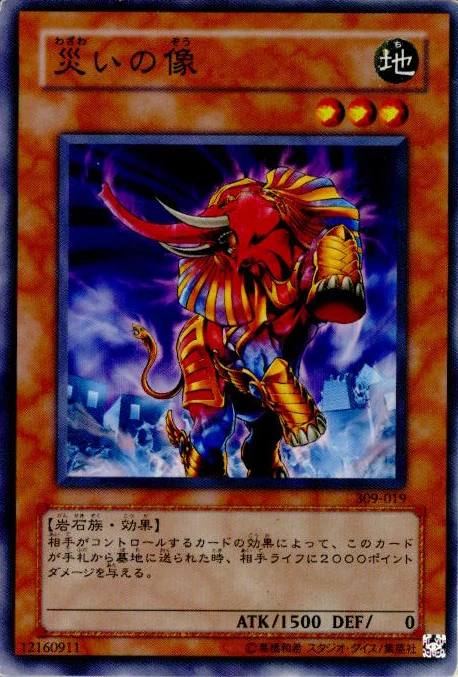 災いの像
地
309-019
【岩石族・効果】
相手がコントロールするカードの効果によって、このカード
が手札から墓地に送られた時、相手ライフに2000ポイント
ダメージを与える。
ATK/1500 DEF/ 0
12160911
©高橋和希 スタジオ・ダイス/集英社